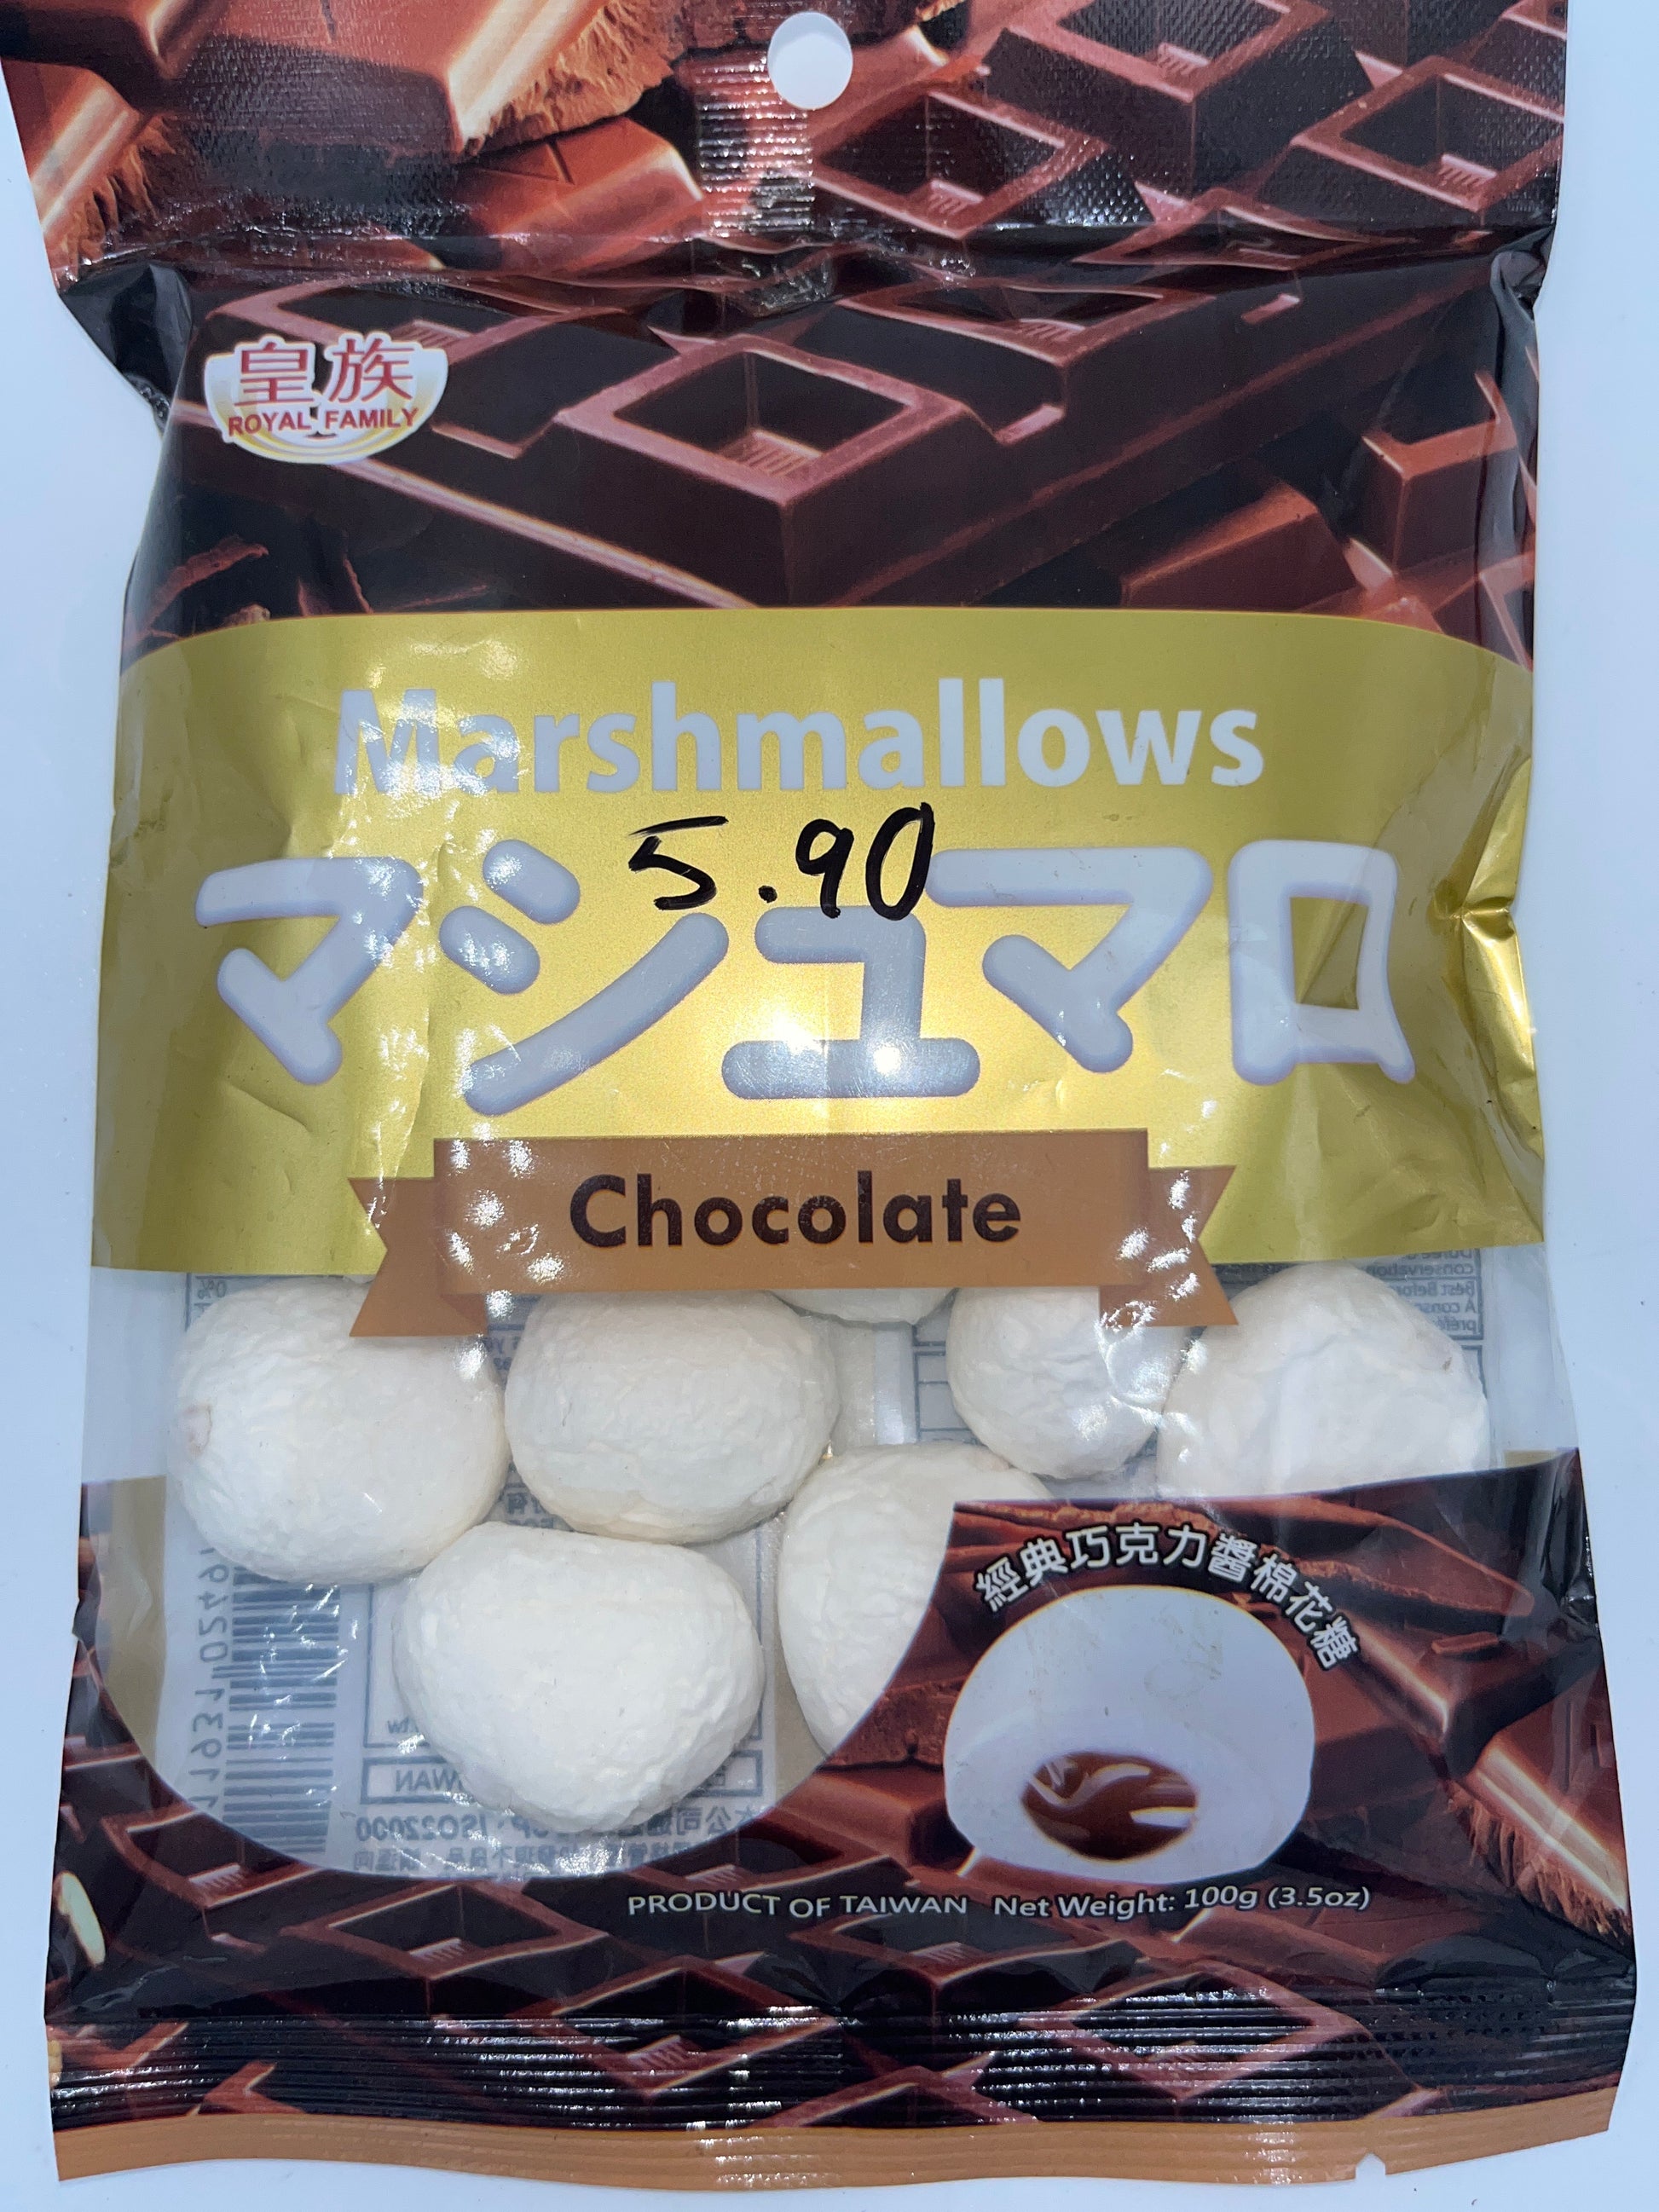 皇族
ROYAL FAMILY
Marshmallows
5.90
マシュマロ
Chocolate
經典巧克力醬棉花糖
PRODUCT OF TAIWAN Net Weight: 100g (3.5oz)